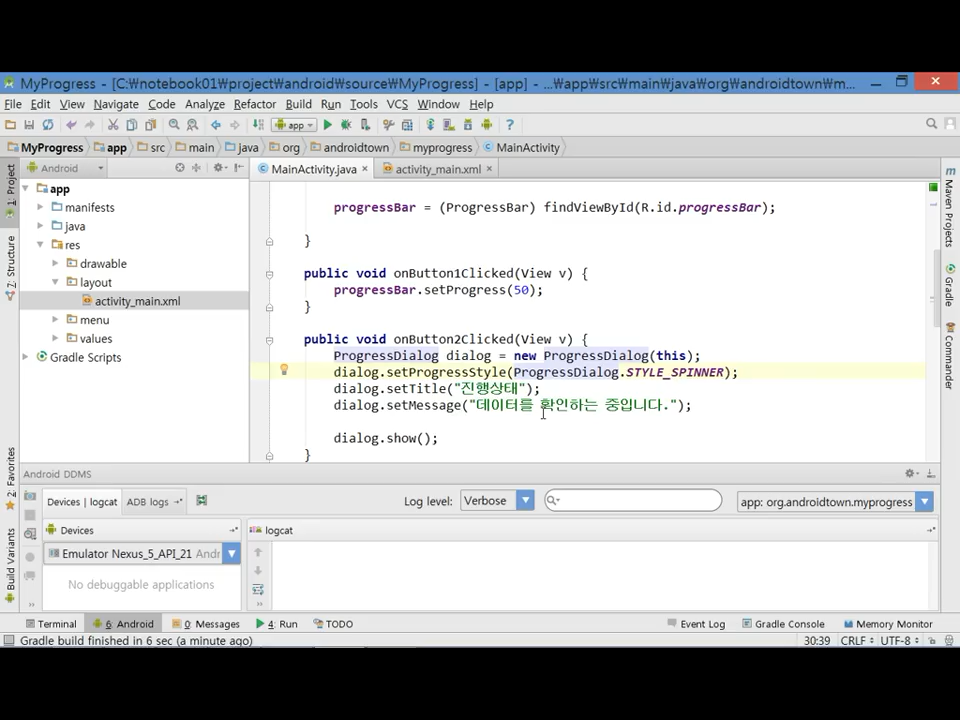 MyProgress - [C:₩notebook01₩project₩android₩source₩MyProgress] - [app] - ...₩app₩src₩main₩java₩org₩androidtown₩m...
File Edit View Navigate Code Analyze Refactor Build Run Tools VCS Window Help
app
MyProgress app src main java org androidtown myprogress MainActivity
1: Project
7: Structure
2: Favorites
Build Variants
Android
app
manifests
java
res
drawable
layout
activity_main.xml
menu
values
Gradle Scripts
MainActivity.java activity_main.xml
progressBar = (ProgressBar) findViewById(R.id.progressBar);
}
public void onButton1Clicked(View v) {
progressBar.setProgress(50);
}
public void onButton2Clicked(View v) {
ProgressDialog dialog = new ProgressDialog(this);
dialog.setProgressStyle(ProgressDialog.STYLE_SPINNER);
dialog.setTitle("진행상태");
dialog.setMessage("데이터를 확인하는 중입니다.");
dialog.show();
}
Maven Projects
Gradle
Commander
Android DDMS
Devices | logcat ADB logs Log level: Verbose app: org.androidtown.myprogress
Devices logcat
Emulator Nexus_5_API_21 Andr
No debuggable applications
Terminal 6: Android 0: Messages 4: Run TODO Event Log Gradle Console Memory Monitor
Gradle build finished in 6 sec (a minute ago) 30:39 CRLF UTF-8